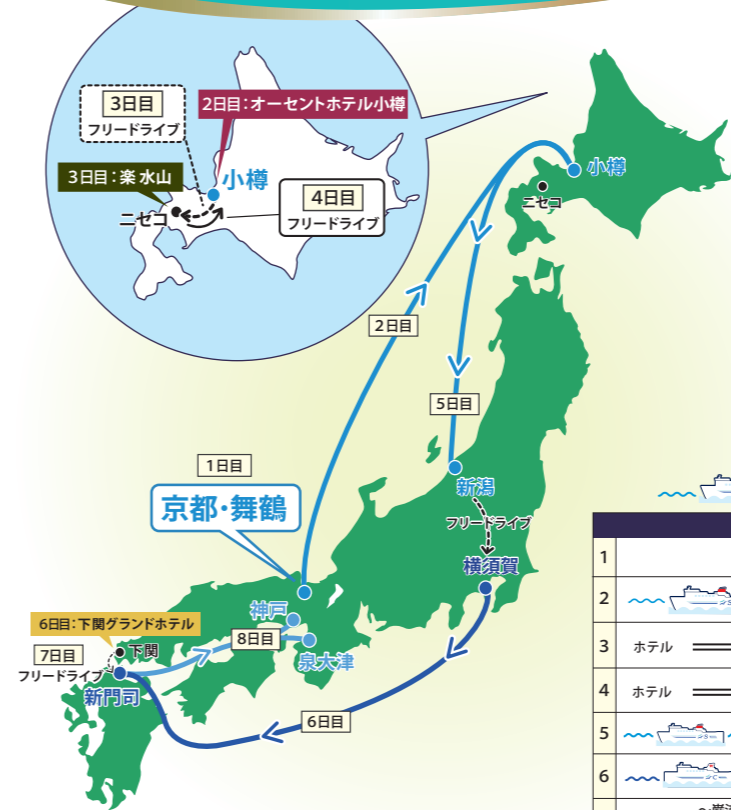 3日目
フリードライブ
2日目：オーセントホテル小樽
3日目：楽 水山
小樽
ニセコ
4日目
フリードライブ
小樽
ニセコ
2日目
5日目
1日目
京都・舞鶴
新潟
フリードライブ
横須賀
神戸
6日目：下関グランドホテル
8日目
下関
泉大津
7日目
フリードライブ
新門司
6日目
1
2
3 ホテル
4 ホテル
5
6